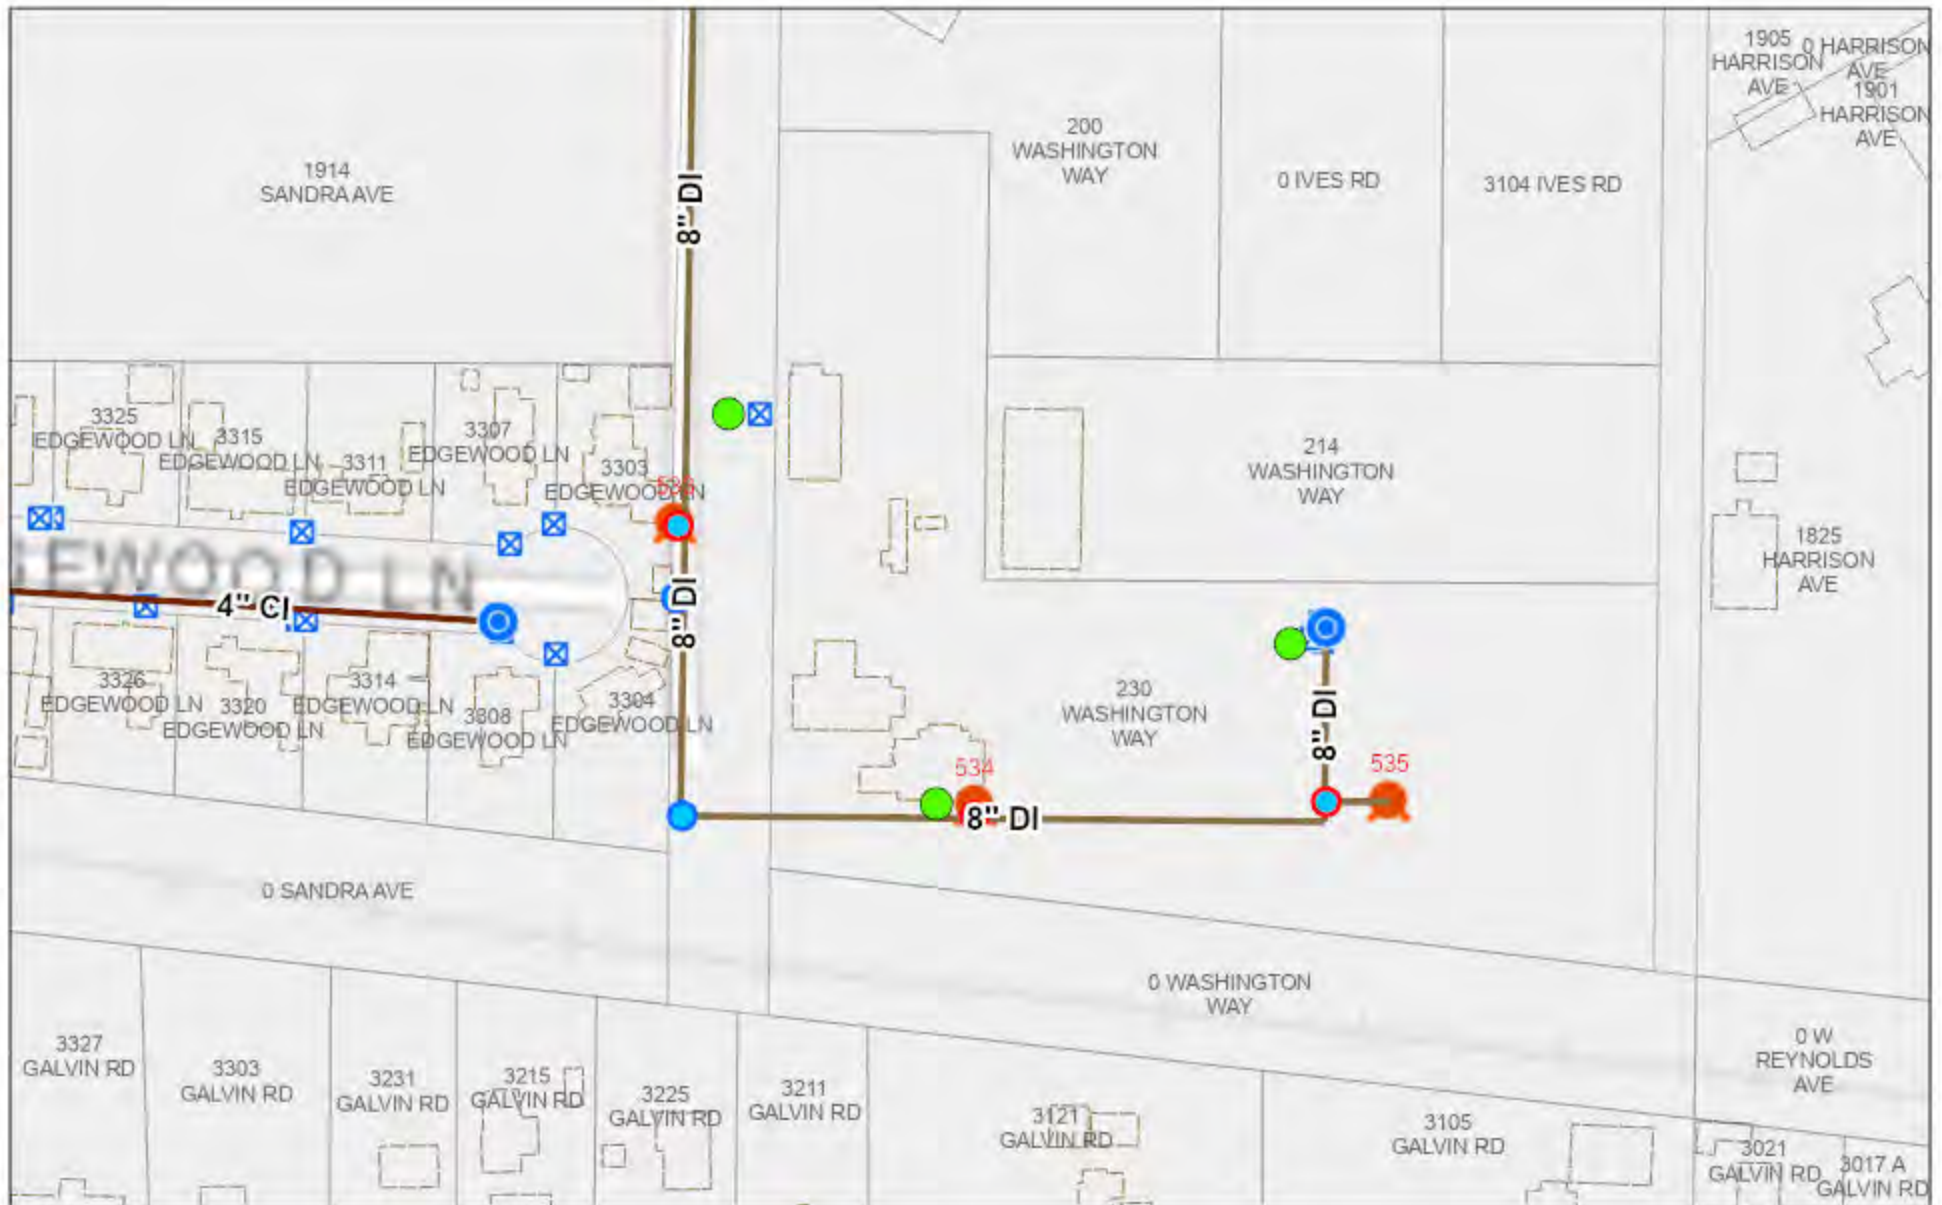 1905
HARRISON
AVE
0 HARRISON
AVE
1901
HARRISON
AVE
200
WASHINGTON
WAY
1914
SANDRA AVE
8" DI
0 IVES RD
3104 IVES RD
3325
EDGEWOOD LN
3315
EDGEWOOD LN
3311
EDGEWOOD LN
3307
EDGEWOOD LN
3303
EDGEWOOD LN
214
WASHINGTON
WAY
1825
HARRISON
AVE
GEWOOD LN
4" CI
8" DI
3326
EDGEWOOD LN
3320
EDGEWOOD LN
3314
EDGEWOOD LN
3308
EDGEWOOD LN
3304
EDGEWOOD LN
230
WASHINGTON
WAY
8" DI
534
535
8" DI
0 SANDRA AVE
0 WASHINGTON
WAY
0 W
REYNOLDS
AVE
3327
GALVIN RD
3303
GALVIN RD
3231
GALVIN RD
3215
GALVIN RD
3225
GALVIN RD
3211
GALVIN RD
3121
GALVIN RD
3105
GALVIN RD
3021
GALVIN RD
3017 A
GALVIN RD